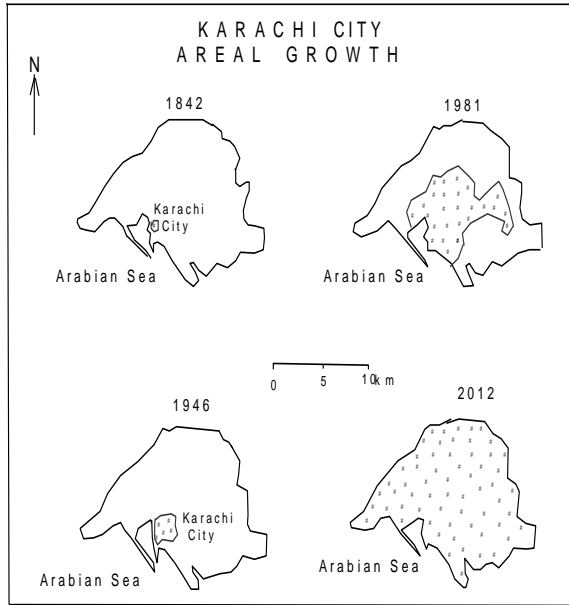 KARACHI CITY
AREAL GROWTH
N
1842
Karachi
City
Arabian Sea
1981
Arabian Sea
0 5 10km
1946
Karachi
City
Arabian Sea
2012
Arabian Sea